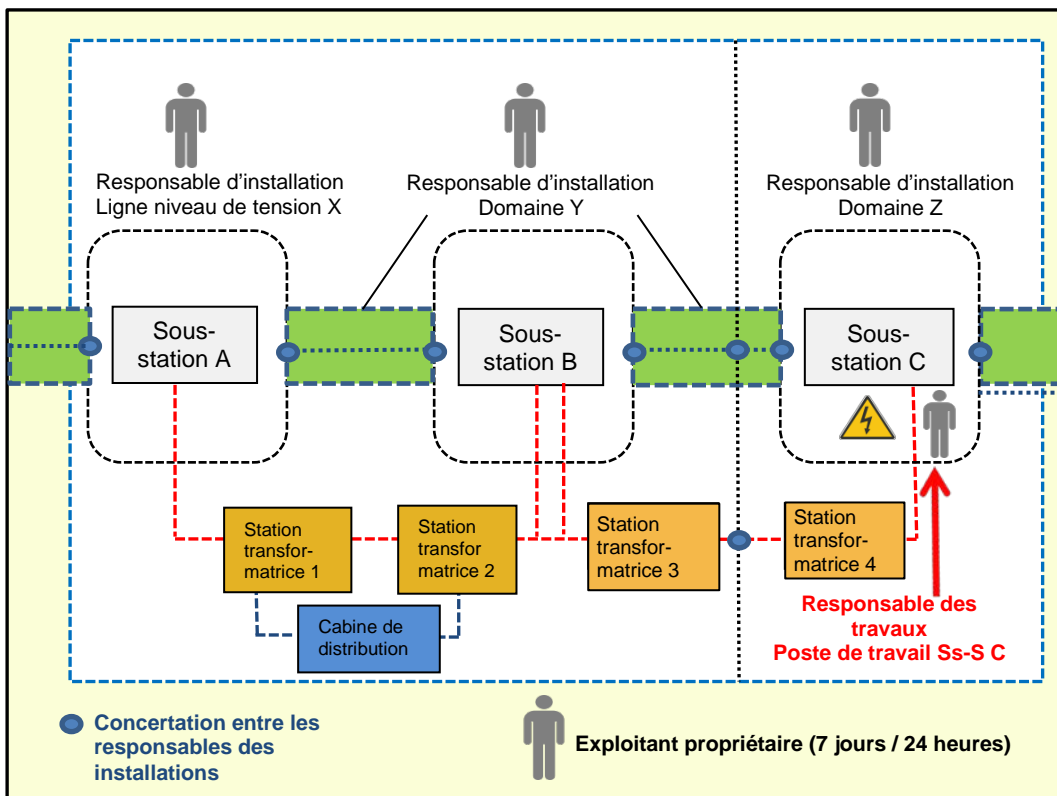 Responsable d'installation
Ligne niveau de tension X
Responsable d'installation
Domaine Y
Responsable d'installation
Domaine Z
Sous-
station A
Sous-
station B
Sous-
station C
Station
transfor-
matrice 1
Station
transfor
matrice 2
Station
transfor-
matrice 3
Station
transfor-
matrice 4
Cabine de
distribution
Responsable des
travaux
Poste de travail Ss-S C
Concertation entre les
responsables des
installations
Exploitant propriétaire (7 jours / 24 heures)